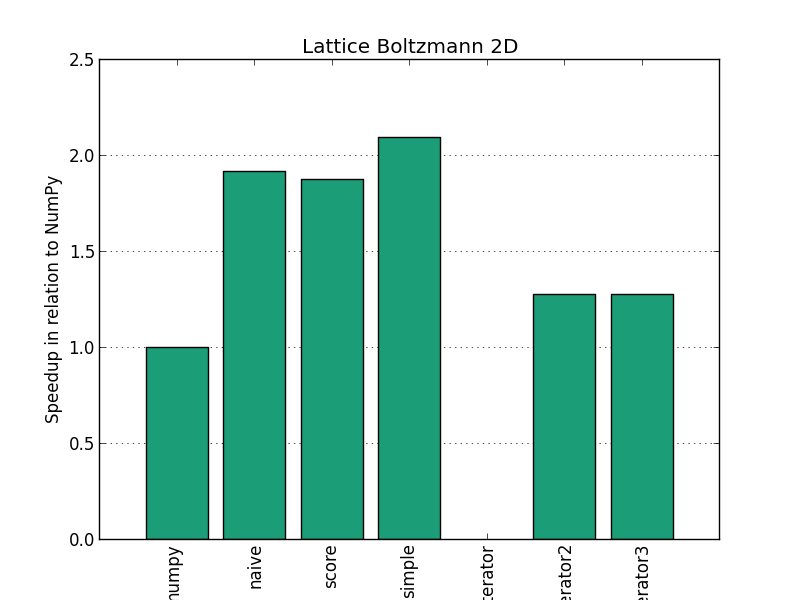 Lattice Boltzmann 2D
Speedup in relation to NumPy
2.5
2.0
1.5
1.0
0.5
0.0
numpy
naive
score
simple
terator
erator2
erator3